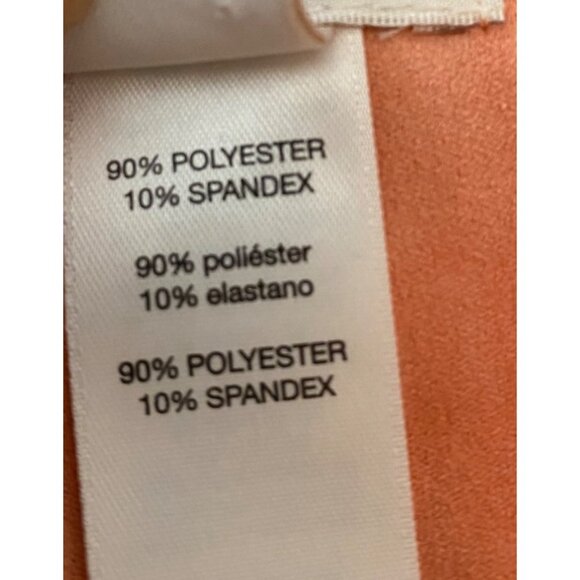 90% POLYESTER
10% SPANDEX
90% poliéster
10% elastano
90% POLYESTER
10% SPANDEX